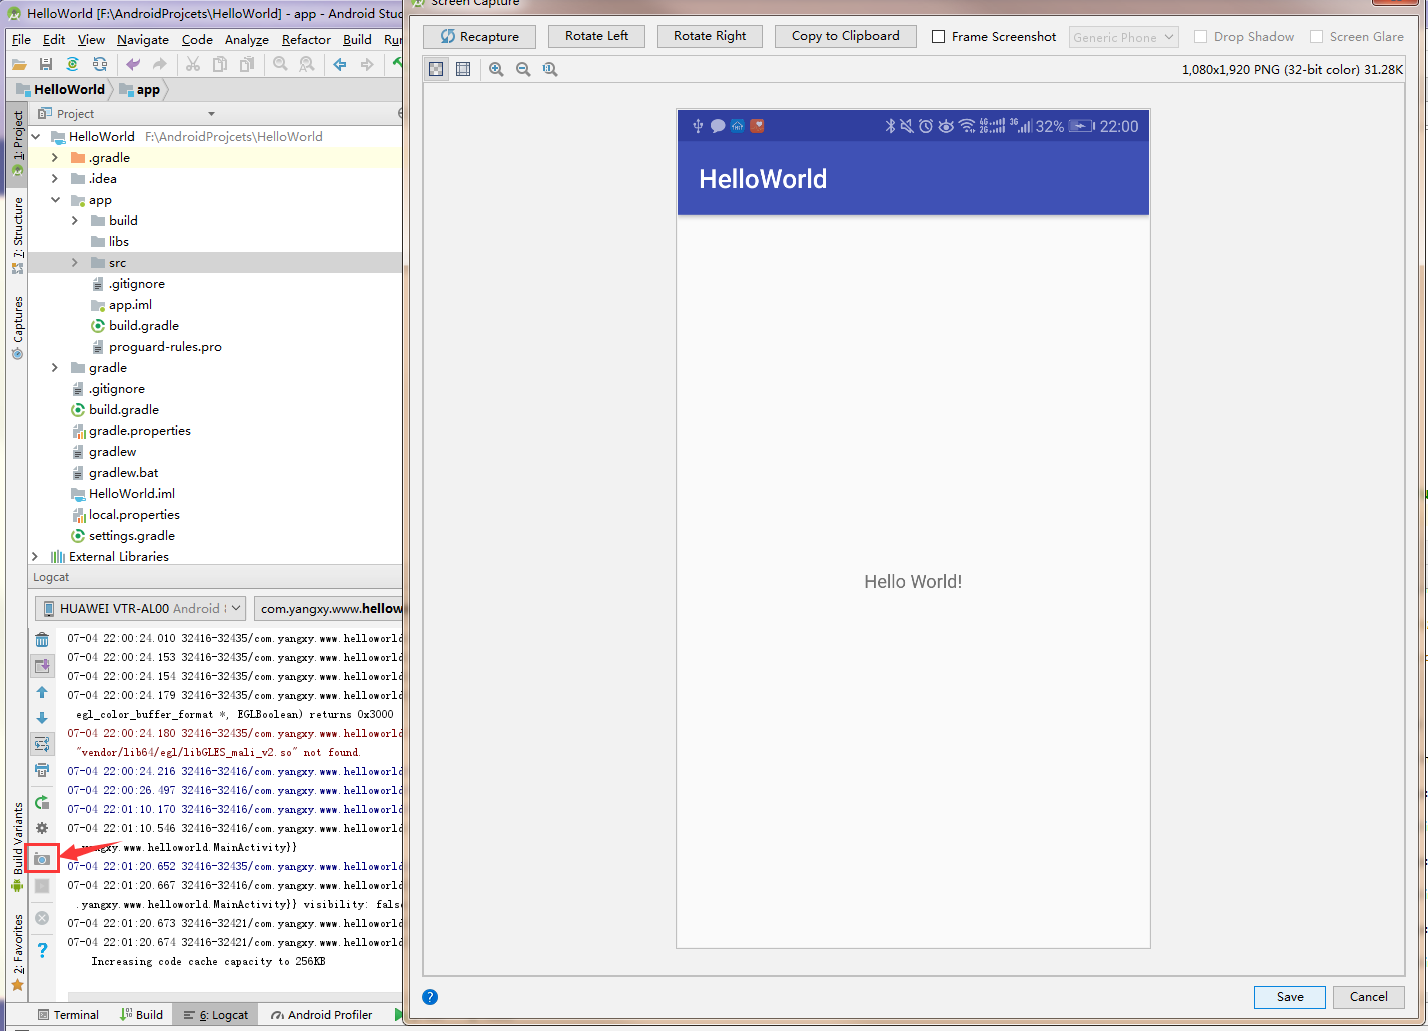 HelloWorld [F:\AndroidProjcets\HelloWorld] - app - Android Stu
File Edit View Navigate Code Analyze Refactor Build Ru
HelloWorld app
1: Project
7: Structure
Captures
Build Variants
2: Favorites
Project
HelloWorld F:\AndroidProjcets\HelloWorld
.gradle
.idea
app
build
libs
src
.gitignore
app.iml
build.gradle
proguard-rules.pro
gradle
.gitignore
build.gradle
gradle.properties
gradlew
gradlew.bat
HelloWorld.iml
local.properties
settings.gradle
External Libraries
Logcat
HUAWEI VTR-AL00 Android com.yangxy.www.hellow
07-04 22:00:24.010 32416-32435/com.yangxy.www.helloworld
07-04 22:00:24.153 32416-32435/com.yangxy.www.helloworld
07-04 22:00:24.154 32416-32435/com.yangxy.www.helloworld
07-04 22:00:24.179 32416-32435/com.yangxy.www.helloworld
egl_color_buffer_format *, EGLBoolean) returns 0x3000
07-04 22:00:24.180 32416-32435/com.yangxy.www.helloworld
"vendor/lib64/egl/libGLES_mali_v2.so" not found
07-04 22:00:24.216 32416-32416/com.yangxy.www.helloworld
07-04 22:00:26.497 32416-32416/com.yangxy.www.helloworld
07-04 22:01:10.170 32416-32416/com.yangxy.www.helloworld
07-04 22:01:10.546 32416-32416/com.yangxy.www.helloworld
.yangxy.www.helloworld.MainActivity}}
07-04 22:01:20.652 32416-32435/com.yangxy.www.helloworld
07-04 22:01:20.667 32416-32416/com.yangxy.www.helloworld
.yangxy.www.helloworld.MainActivity}} visibility: false
07-04 22:01:20.673 32416-32421/com.yangxy.www.helloworld
07-04 22:01:20.674 32416-32421/com.yangxy.www.helloworld
Increasing code cache capacity to 256KB
Terminal Build 6: Logcat Android Profiler
Screen Capture
Recapture Rotate Left Rotate Right Copy to Clipboard Frame Screenshot Generic Phone Drop Shadow Screen Glare
1,080x1,920 PNG (32-bit color) 31.28K
4G 2G 3G 32% 22:00
HelloWorld
Hello World!
Save Cancel